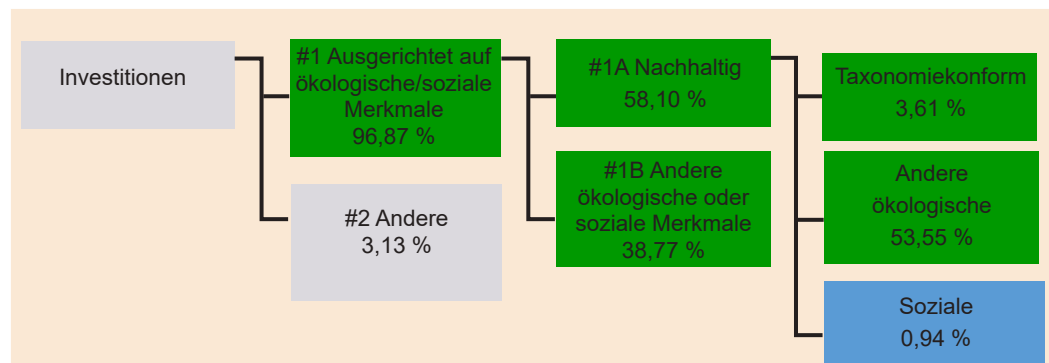 Investitionen
#1 Ausgerichtet auf
ökologische/soziale
Merkmale
96,87 %
#2 Andere
3,13 %
#1A Nachhaltig
58,10 %
#1B Andere
ökologische oder
soziale Merkmale
38,77 %
Taxonomiekonform
3,61 %
Andere
ökologische
53,55 %
Soziale
0,94 %